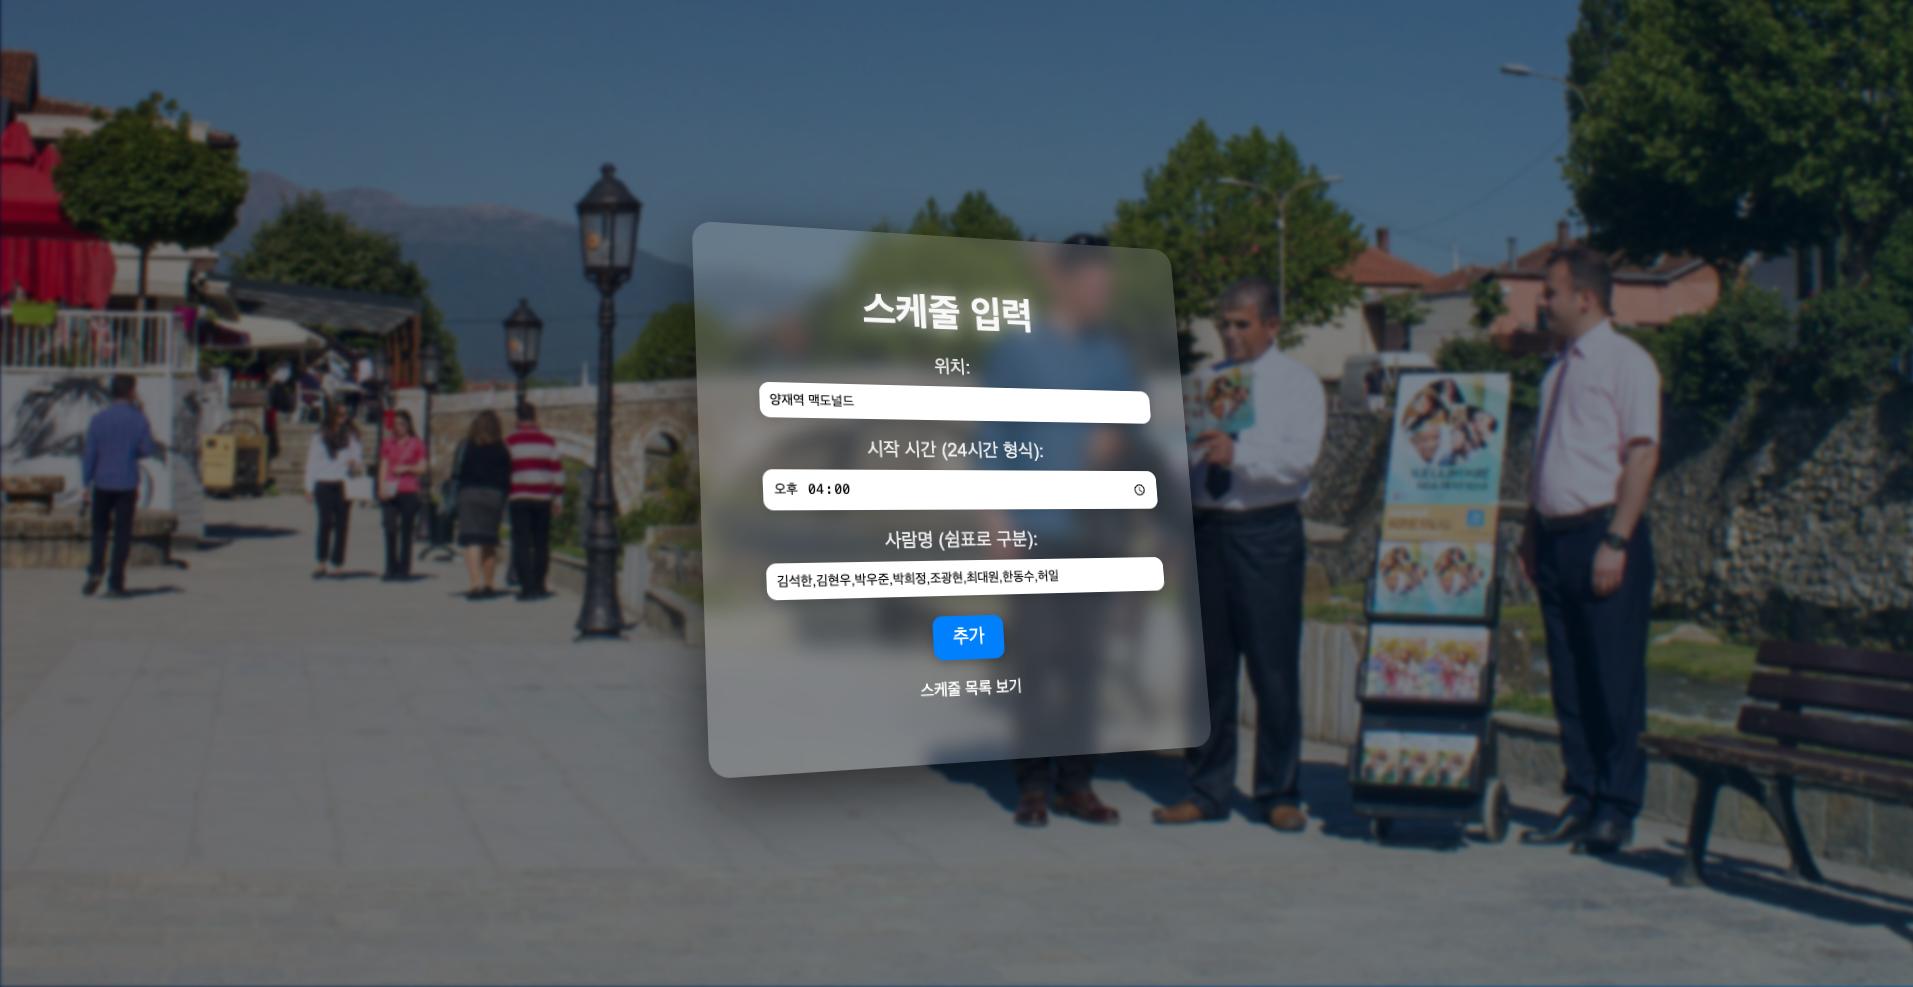 스케줄 입력
위치:
양재역 맥도널드
시작 시간 (24시간 형식):
오후 04:00
사람명 (쉼표로 구분):
김석한,김현우,박우준,박희정,조광현,최대원,한동수,허일
추가
스케줄 목록 보기